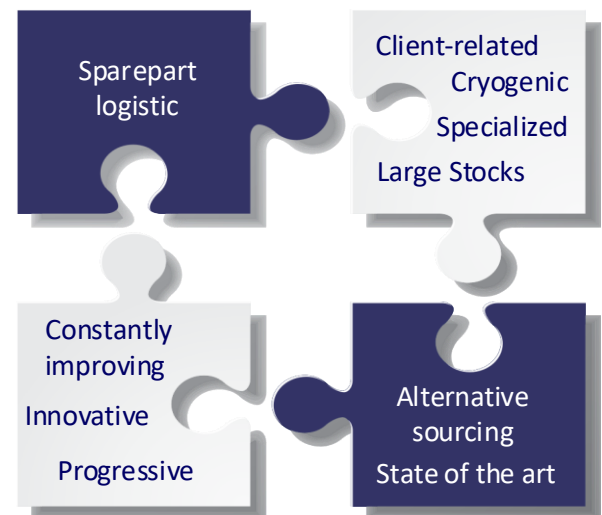 Sparepart
logistic
Client-related
Cryogenic
Specialized
Large Stocks
Constantly
improving
Innovative
Progressive
Alternative
sourcing
State of the art